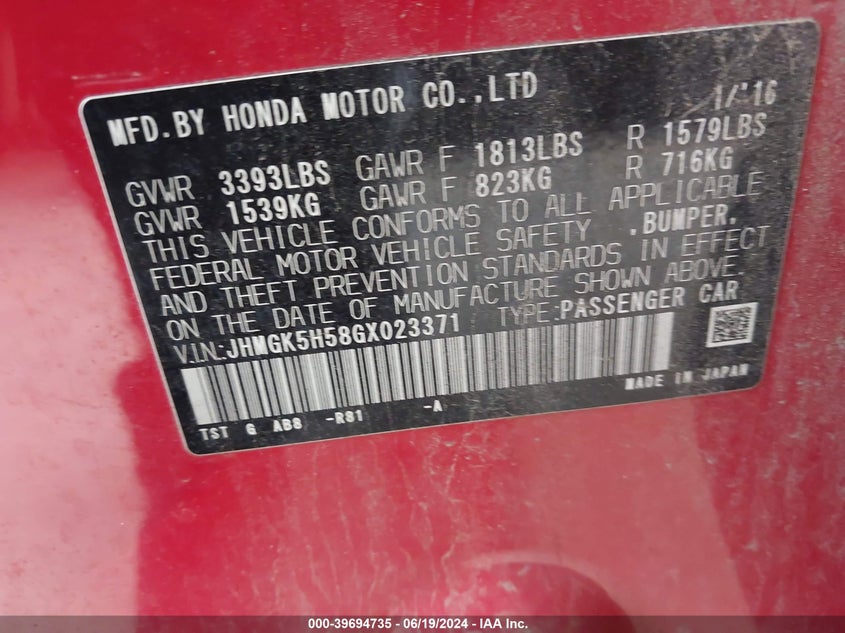 MFD.BY HONDA MOTOR CO.,LTD 1/'16
GVWR 3393LBS GAWR F 1813LBS R 1579LBS
GVWR 1539KG GAWR F 823KG R 716KG
THIS VEHICLE CONFORMS TO ALL APPLICABLE
FEDERAL MOTOR VEHICLE SAFETY .BUMPER.
AND THEFT PREVENTION STANDARDS IN EFFECT
ON THE DATE OF MANUFACTURE SHOWN ABOVE
V.I.N.:JHMGK5H58GX023371 TYPE:PASSENGER CAR
MADE IN JAPAN
TST G AB8 -R81 -A
000-39694735 - 06/19/2024 - IAA Inc.